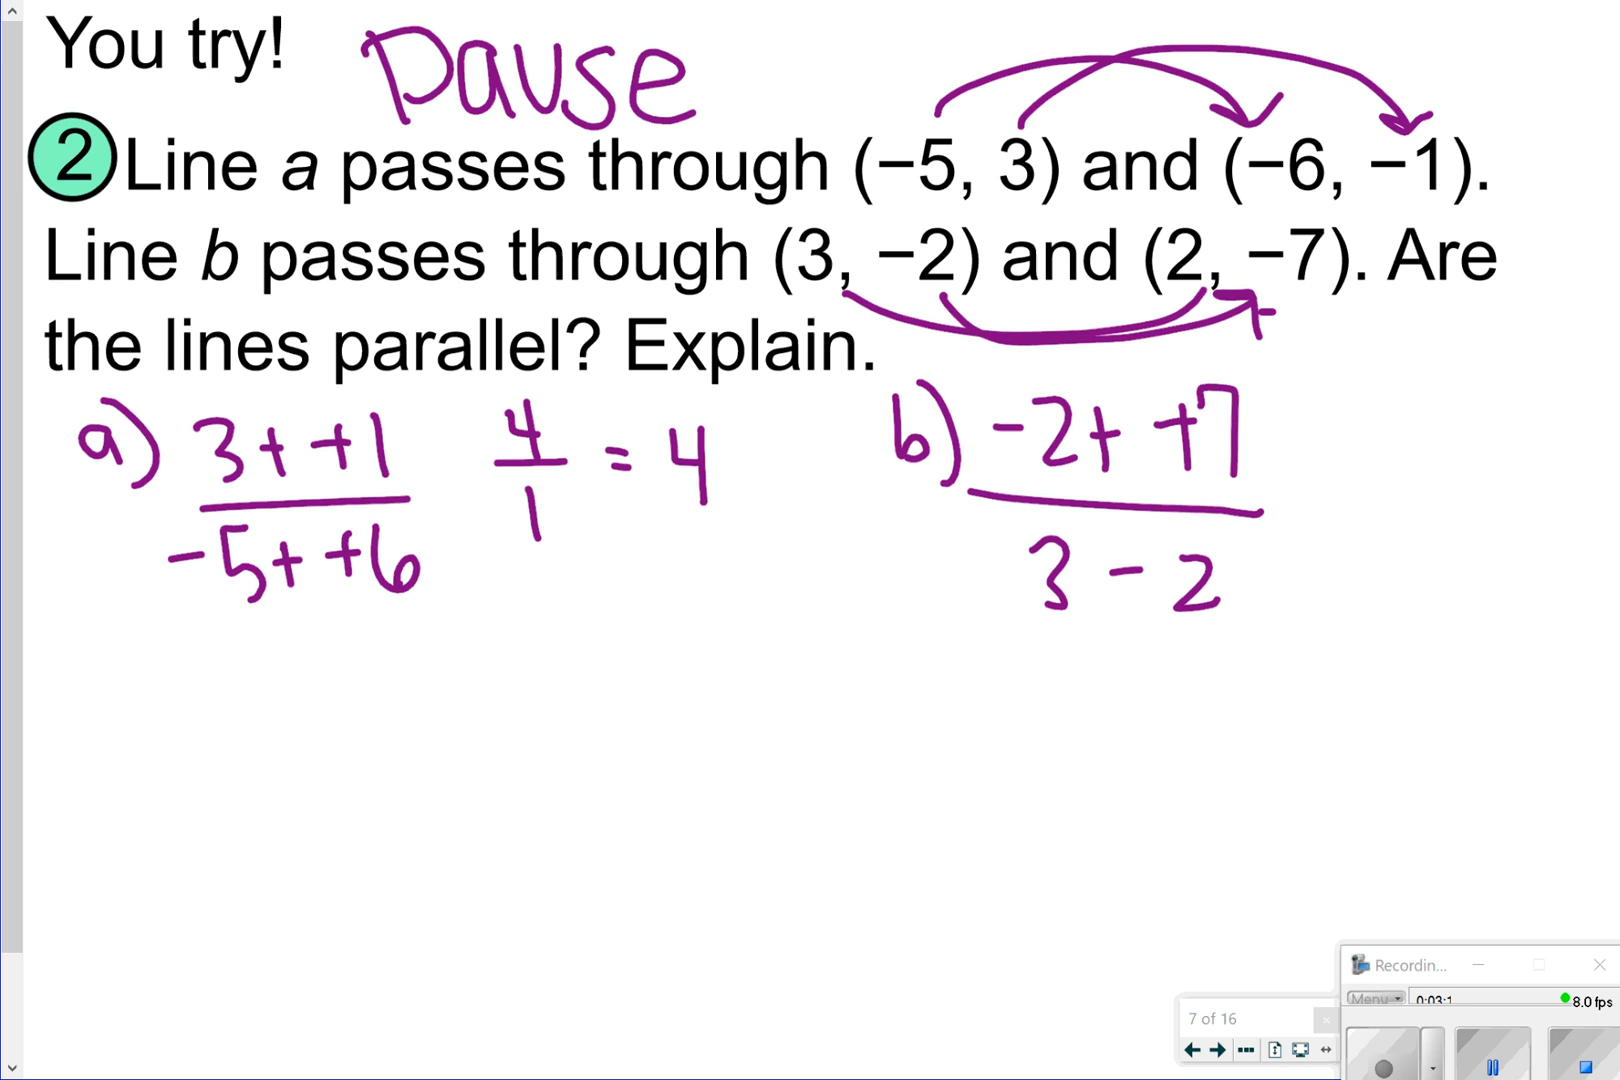 You try! Pause
2 Line a passes through (−5, 3) and (−6, −1).
Line b passes through (3, −2) and (2, −7). Are
the lines parallel? Explain.
a) 3+ +1 4 = 4 b) -2+ +7
-5+ +6 1 3 - 2
Recordin...
Menu 0:03:1 8.0 fps
7 of 16